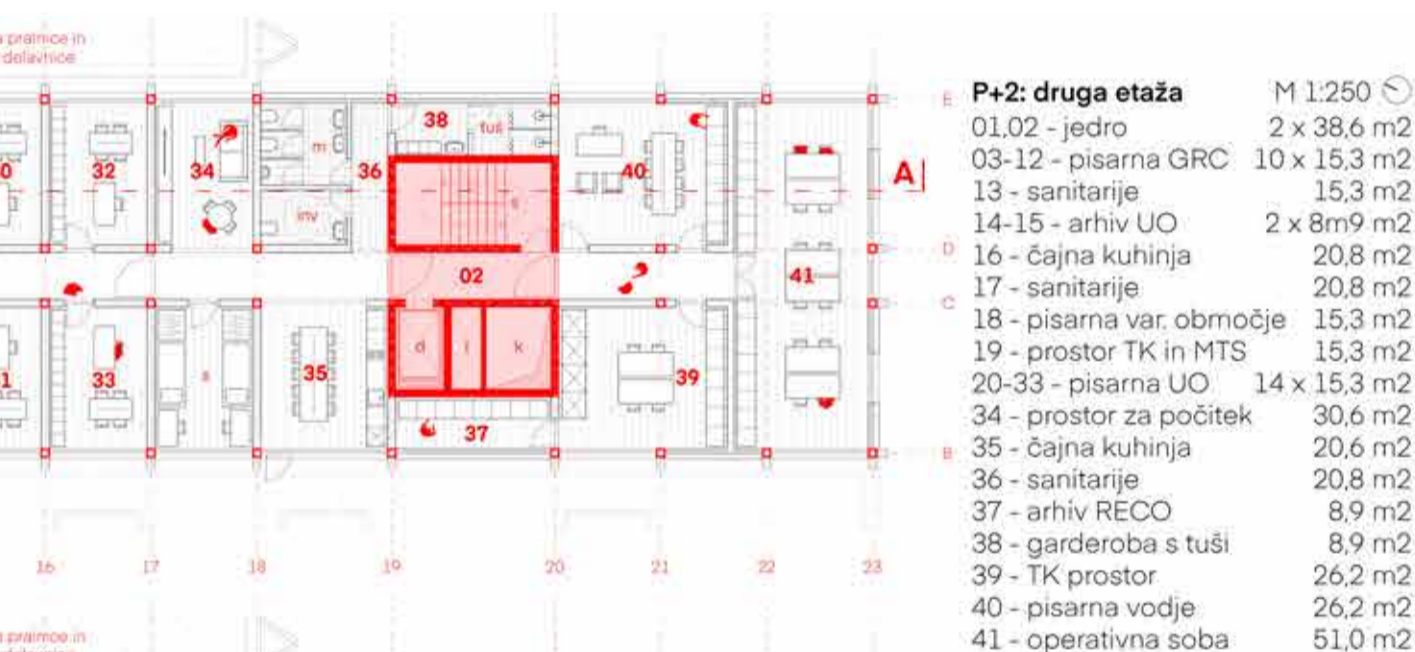 a pralnice in
delavnice
E
38
tuš
m
0
32
34
36
40
A
inv
s
D
02
41
C
d
j
k
1
33
s
35
39
37
B
16
17
18
19
20
21
22
23
a pralnice in
P+2: druga etaža M 1:250
01,02 - jedro 2 x 38,6 m2
03-12 - pisarna GRC 10 x 15,3 m2
13 - sanitarije 15,3 m2
14-15 - arhiv UO 2 x 8m9 m2
16 - čajna kuhinja 20,8 m2
17 - sanitarije 20,8 m2
18 - pisarna var. območje 15,3 m2
19 - prostor TK in MTS 15,3 m2
20-33 - pisarna UO 14 x 15,3 m2
34 - prostor za počitek 30,6 m2
35 - čajna kuhinja 20,6 m2
36 - sanitarije 20,8 m2
37 - arhiv RECO 8,9 m2
38 - garderoba s tuši 8,9 m2
39 - TK prostor 26,2 m2
40 - pisarna vodje 26,2 m2
41 - operativna soba 51,0 m2